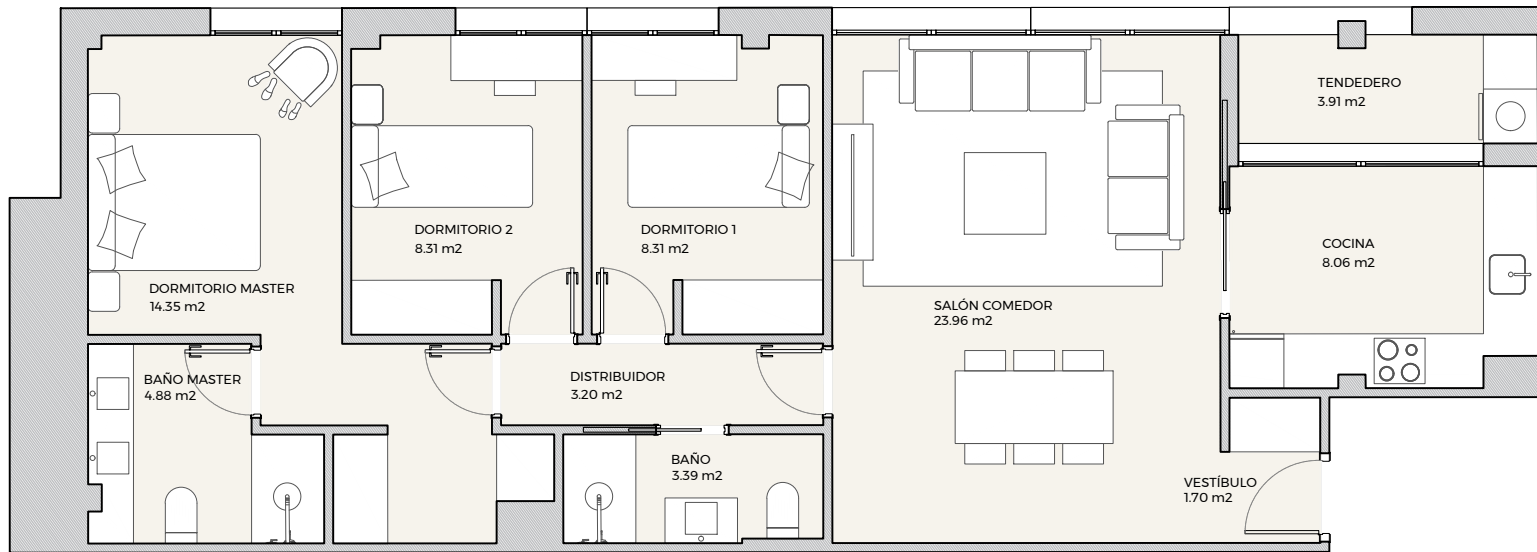 TENDEDERO
3.91 m2
DORMITORIO 2
8.31 m2
DORMITORIO 1
8.31 m2
COCINA
8.06 m2
DORMITORIO MASTER
14.35 m2
SALÓN COMEDOR
23.96 m2
BAÑO MASTER
4.88 m2
DISTRIBUIDOR
3.20 m2
BAÑO
3.39 m2
VESTÍBULO
1.70 m2